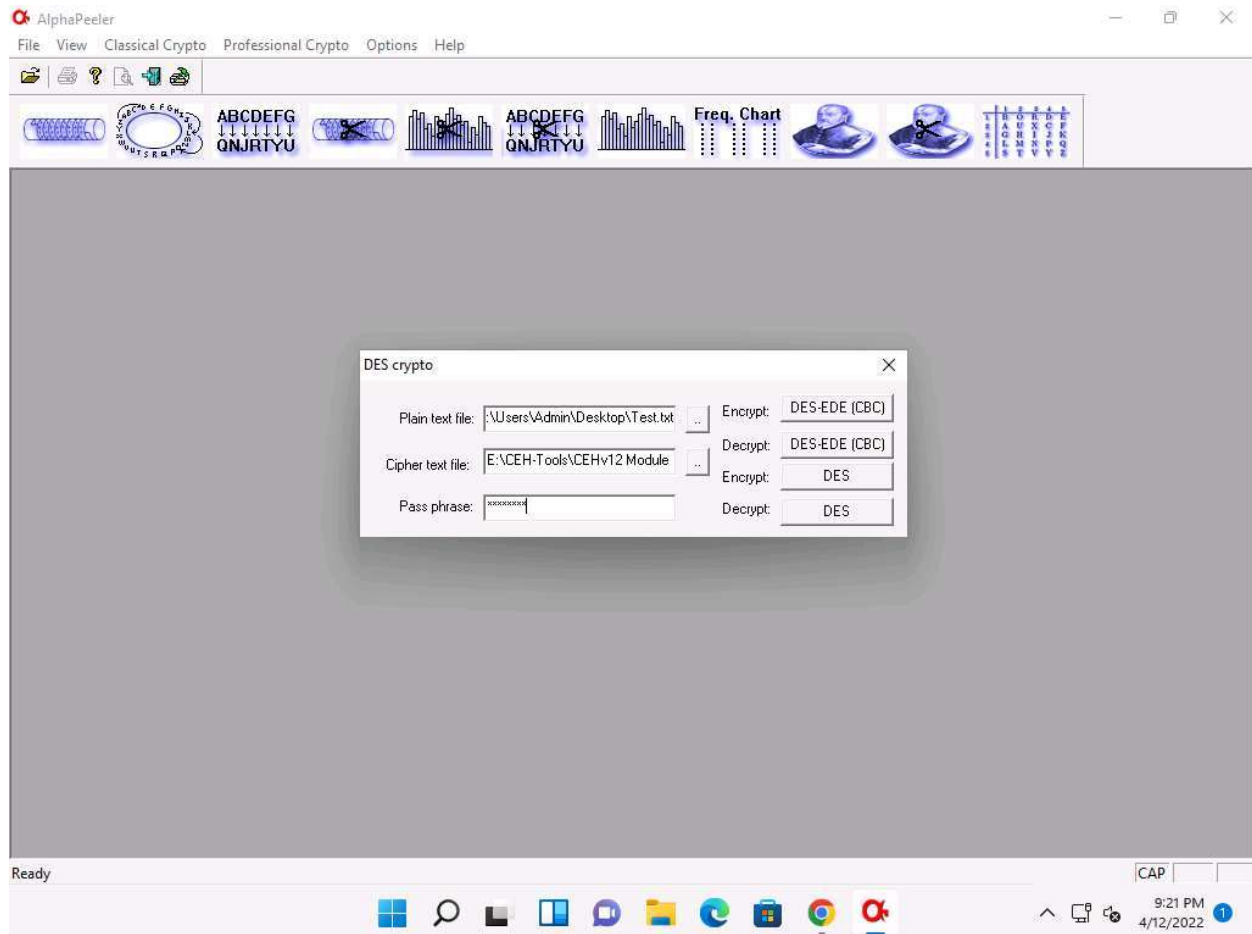 AlphaPeeler
File View Classical Crypto Professional Crypto Options Help
ABCDEFG
QNJRTYU
ABCDEFG
QNJRTYU
Freq. Chart
DES crypto
Plain text file: :\Users\Admin\Desktop\Test.txt .. Encrypt: DES-EDE (CBC)
Decrypt: DES-EDE (CBC)
Cipher text file: E:\CEH-Tools\CEHv12 Module .. Encrypt: DES
Pass phrase: xxxxxxxx Decrypt: DES
Ready CAP
9:21 PM
4/12/2022
1